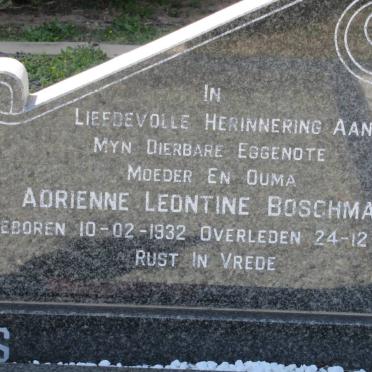 IN
LIEFDEVOLLE HERINNERING AAN
MYN DIERBARE EGGENOTE
MOEDER EN OUMA
ADRIENNE LEONTINE BOSCHMA
EBOREN 10-02-1932 OVERLEDEN 24-12
RUST IN VREDE
S